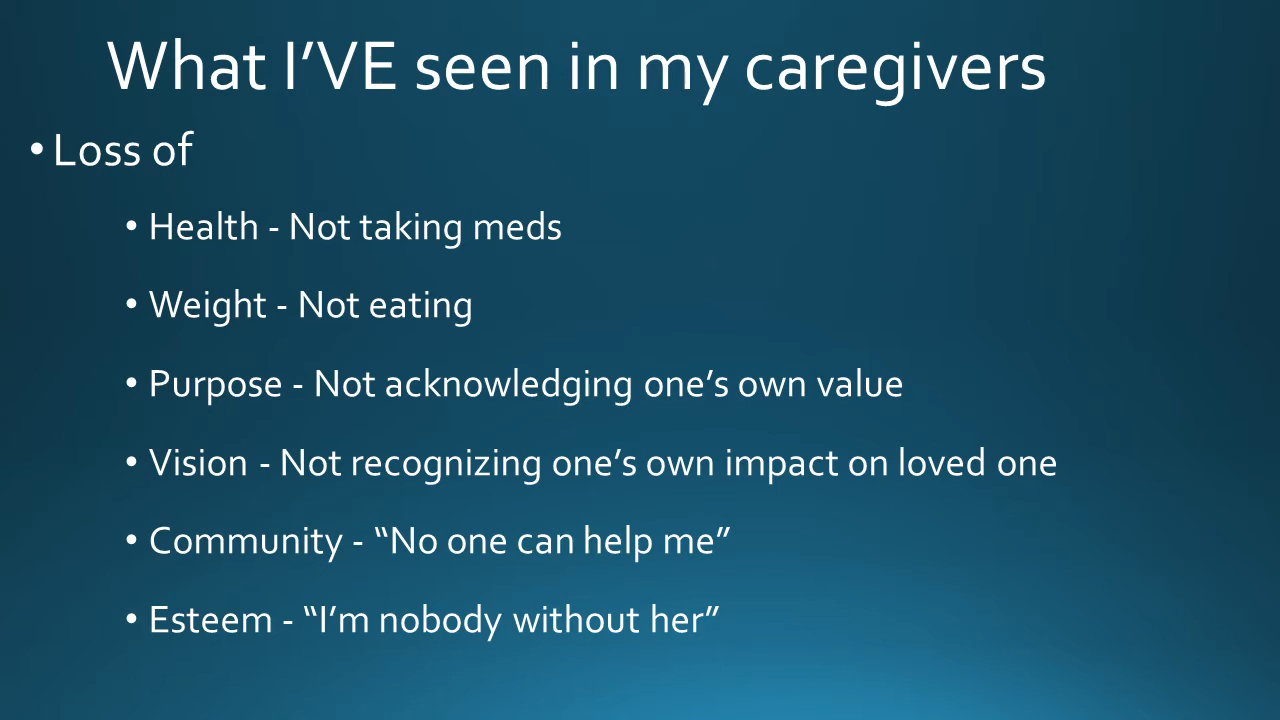 What I’VE seen in my caregivers
• Loss of
• Health - Not taking meds
• Weight - Not eating
• Purpose - Not acknowledging one’s own value
• Vision - Not recognizing one’s own impact on loved one
• Community - “No one can help me”
• Esteem - “I’m nobody without her”